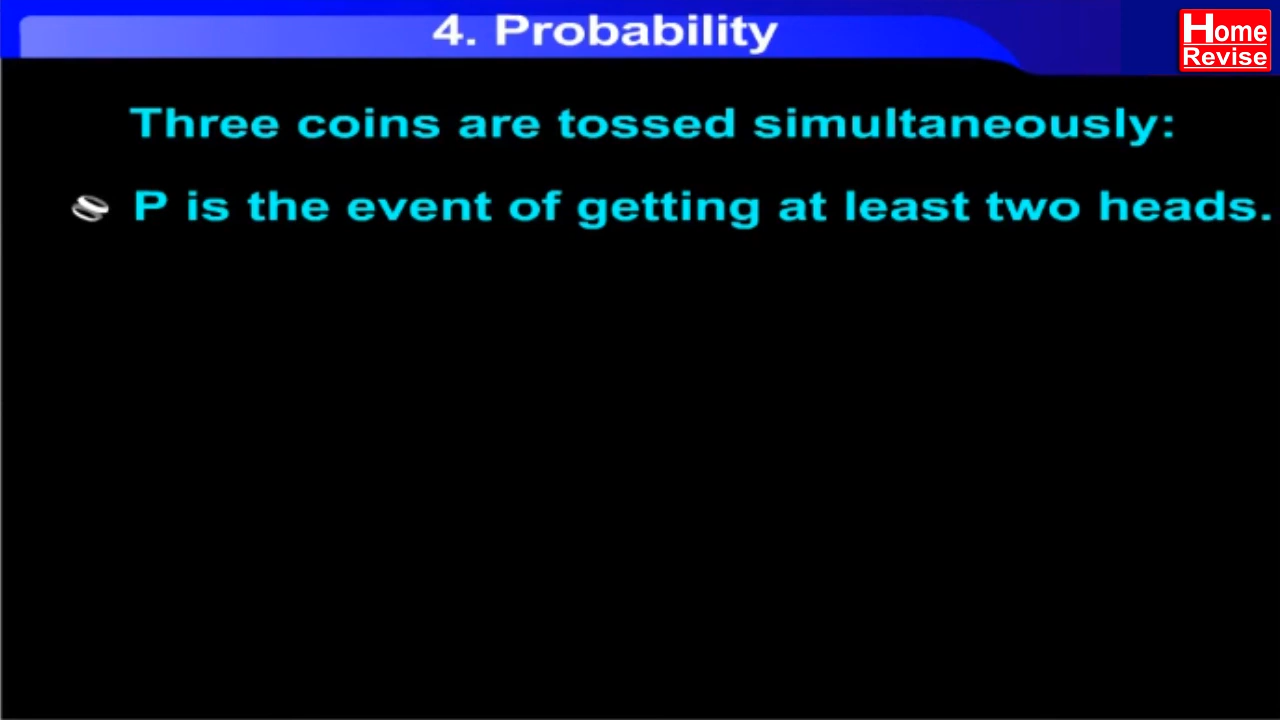 4. Probability
Home
Revise
Three coins are tossed simultaneously:
P is the event of getting at least two heads.